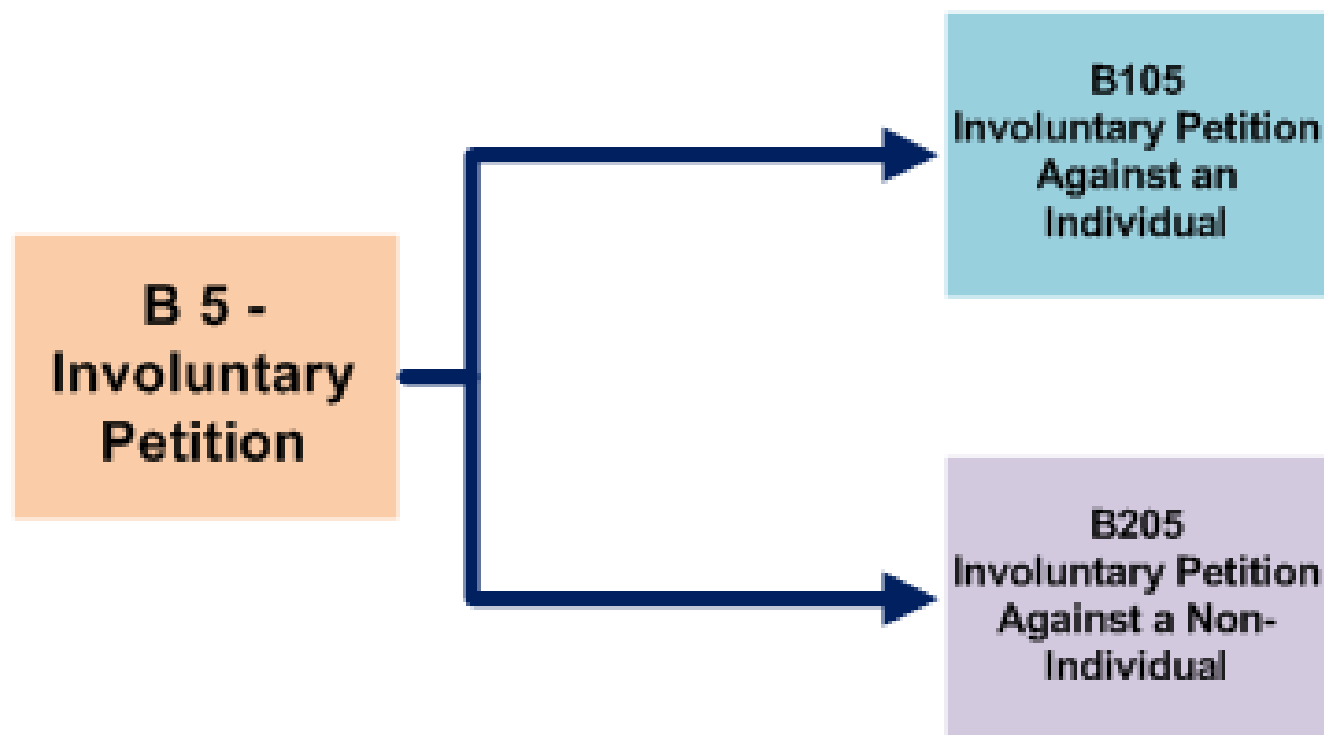 B 5 -
Involuntary
Petition
B105
Involuntary Petition
Against an
Individual
B205
Involuntary Petition
Against a Non-
Individual